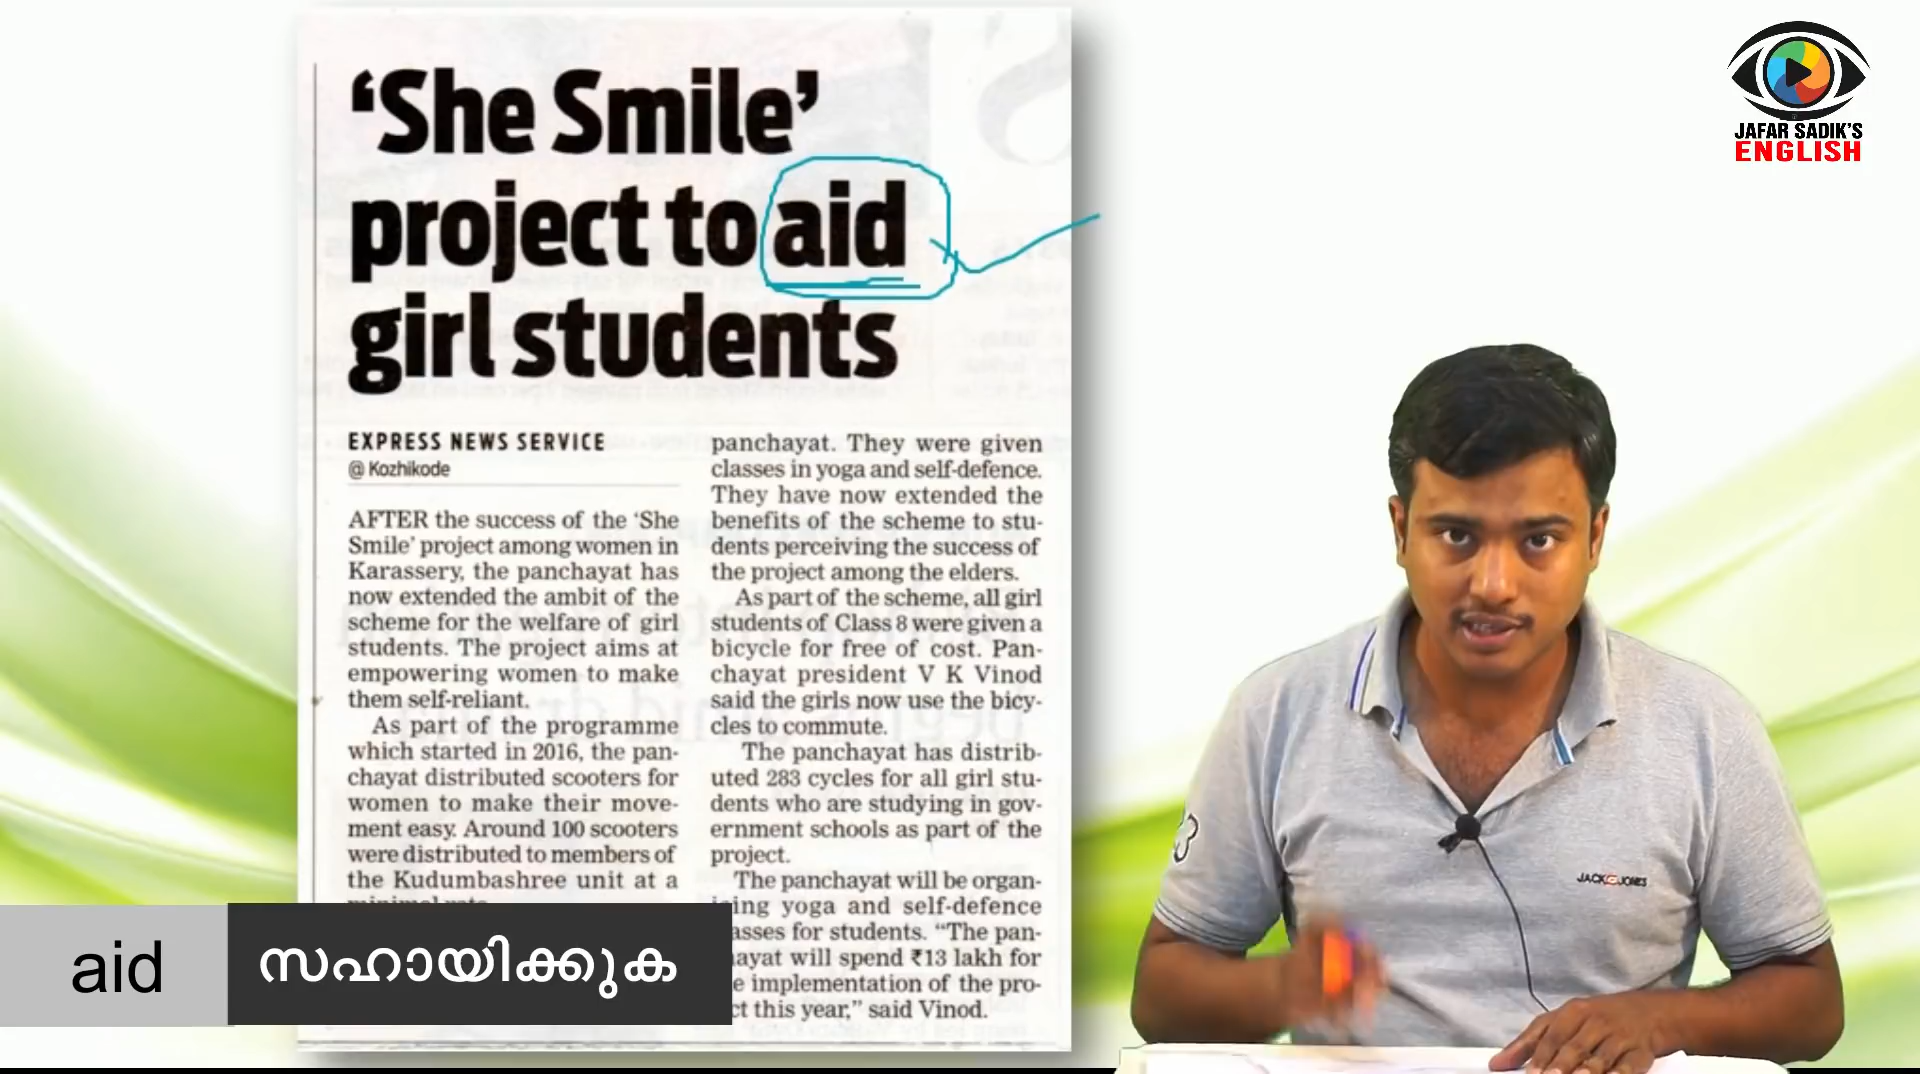 ‘She Smile’
project to aid
girl students
EXPRESS NEWS SERVICE
@ Kozhikode
AFTER the success of the ‘She
Smile’ project among women in
Karassery, the panchayat has
now extended the ambit of the
scheme for the welfare of girl
students. The project aims at
empowering women to make
them self-reliant.
As part of the programme
which started in 2016, the pan-
chayat distributed scooters for
women to make their move-
ment easy. Around 100 scooters
were distributed to members of
the Kudumbashree unit at a
panchayat. They were given
classes in yoga and self-defence.
They have now extended the
benefits of the scheme to stu-
dents perceiving the success of
the project among the elders.
As part of the scheme, all girl
students of Class 8 were given a
bicycle for free of cost. Pan-
chayat president V K Vinod
said the girls now use the bicy-
cles to commute.
The panchayat has distrib-
uted 283 cycles for all girl stu-
dents who are studying in gov-
ernment schools as part of the
project.
The panchayat will be organ-
ing yoga and self-defence
asses for students. “The pan-
hayat will spend ₹13 lakh for
e implementation of the pro-
ct this year,” said Vinod.
aid
സഹായിക്കുക
JAFAR SADIK'S
ENGLISH
JACK & JONES